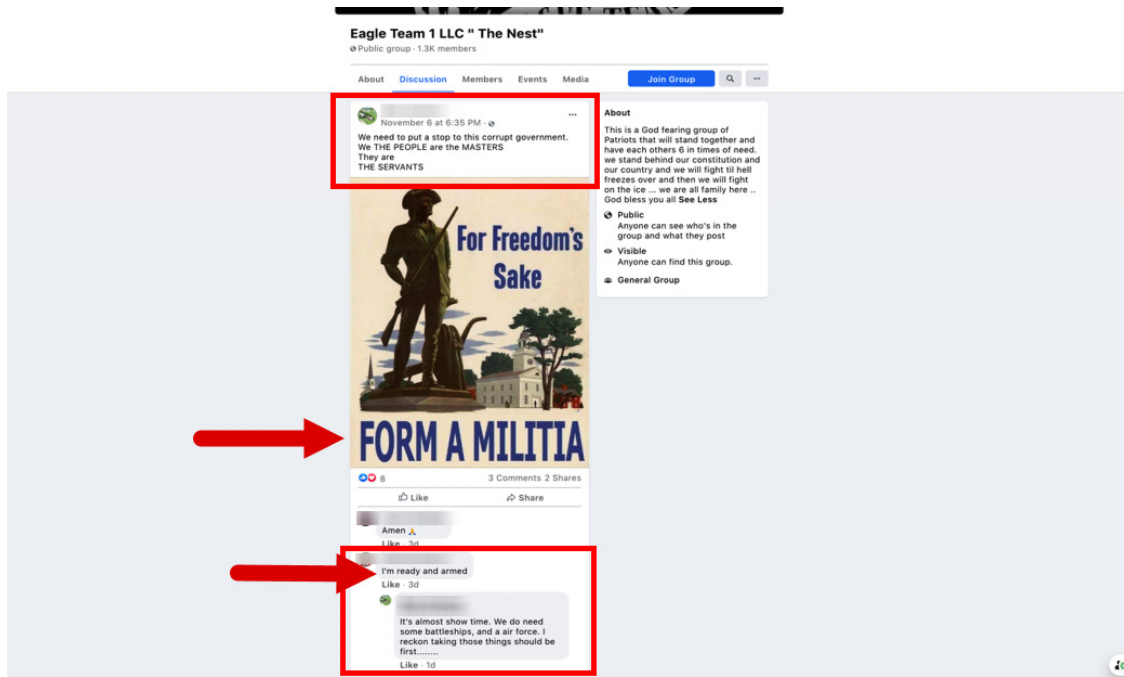 Eagle Team 1 LLC " The Nest"
Public group · 1.3K members
About Discussion Members Events Media
Join Group
November 6 at 6:35 PM ·
We need to put a stop to this corrupt government.
We THE PEOPLE are the MASTERS
They are
THE SERVANTS
For Freedom's
Sake
FORM A MILITIA
8
3 Comments 2 Shares
Like
Share
Amen 🙏
Like · 3d
I'm ready and armed
Like · 3d
It's almost show time. We do need
some battleships, and a air force. I
reckon taking those things should be
first........
Like · 1d
About
This is a God fearing group of
Patriots that will stand together and
have each others 6 in times of need.
we stand behind our constitution and
our country and we will fight til hell
freezes over and then we will fight
on the ice ... we are all family here ..
God bless you all See Less
Public
Anyone can see who's in the
group and what they post
Visible
Anyone can find this group.
General Group